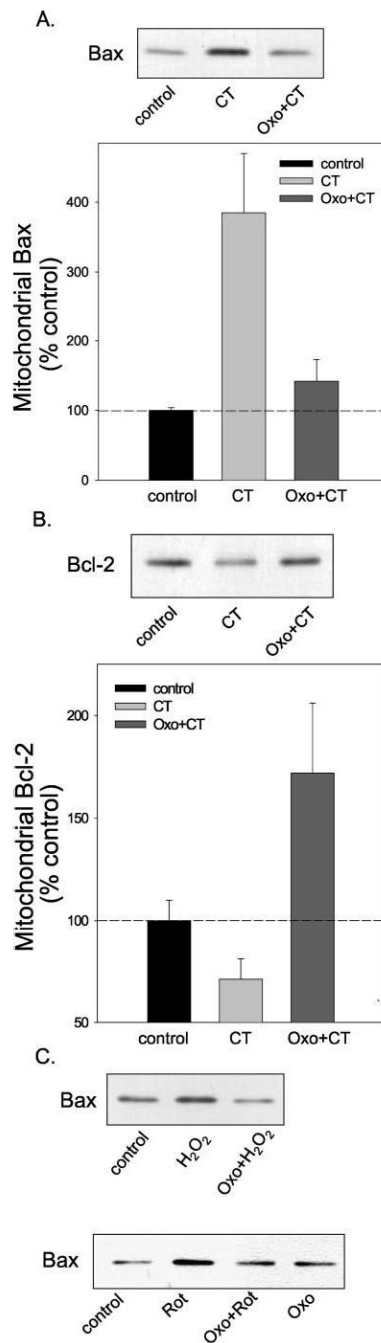 A.
Bax
control CT Oxo+CT
Mitochondrial Bax
(% control)
400
300
200
100
0
control
CT
Oxo+CT
control CT Oxo+CT
B.
Bcl-2
control CT Oxo+CT
Mitochondrial Bcl-2
(% control)
200
150
100
50
control
CT
Oxo+CT
control CT Oxo+CT
C.
Bax
control H₂O₂ Oxo+H₂O₂
Bax
control Rot Oxo+Rot Oxo